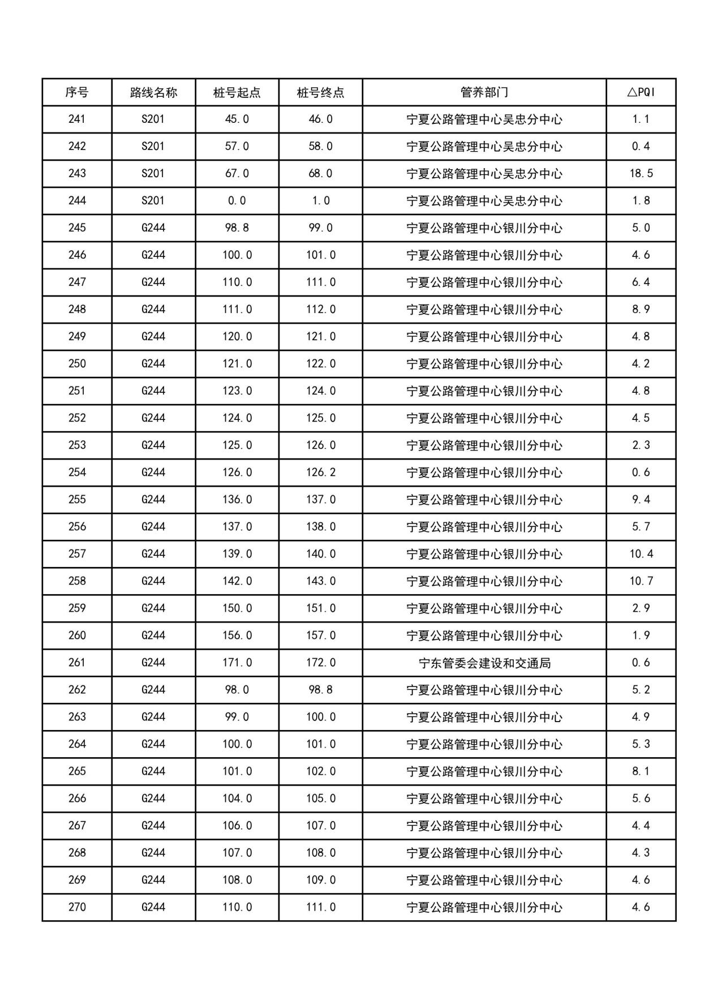 序号 路线名称 桩号起点 桩号终点 管养部门 △PQI
241 S201 45.0 46.0 宁夏公路管理中心吴忠分中心 1.1
242 S201 57.0 58.0 宁夏公路管理中心吴忠分中心 0.4
243 S201 67.0 68.0 宁夏公路管理中心吴忠分中心 18.5
244 S201 0.0 1.0 宁夏公路管理中心吴忠分中心 1.8
245 G244 98.8 99.0 宁夏公路管理中心银川分中心 5.0
246 G244 100.0 101.0 宁夏公路管理中心银川分中心 4.6
247 G244 110.0 111.0 宁夏公路管理中心银川分中心 6.4
248 G244 111.0 112.0 宁夏公路管理中心银川分中心 8.9
249 G244 120.0 121.0 宁夏公路管理中心银川分中心 4.8
250 G244 121.0 122.0 宁夏公路管理中心银川分中心 4.2
251 G244 123.0 124.0 宁夏公路管理中心银川分中心 4.8
252 G244 124.0 125.0 宁夏公路管理中心银川分中心 4.5
253 G244 125.0 126.0 宁夏公路管理中心银川分中心 2.3
254 G244 126.0 126.2 宁夏公路管理中心银川分中心 0.6
255 G244 136.0 137.0 宁夏公路管理中心银川分中心 9.4
256 G244 137.0 138.0 宁夏公路管理中心银川分中心 5.7
257 G244 139.0 140.0 宁夏公路管理中心银川分中心 10.4
258 G244 142.0 143.0 宁夏公路管理中心银川分中心 10.7
259 G244 150.0 151.0 宁夏公路管理中心银川分中心 2.9
260 G244 156.0 157.0 宁夏公路管理中心银川分中心 1.9
261 G244 171.0 172.0 宁东管委会建设和交通局 0.6
262 G244 98.0 98.8 宁夏公路管理中心银川分中心 5.2
263 G244 99.0 100.0 宁夏公路管理中心银川分中心 4.9
264 G244 100.0 101.0 宁夏公路管理中心银川分中心 5.3
265 G244 101.0 102.0 宁夏公路管理中心银川分中心 8.1
266 G244 104.0 105.0 宁夏公路管理中心银川分中心 5.6
267 G244 106.0 107.0 宁夏公路管理中心银川分中心 4.4
268 G244 107.0 108.0 宁夏公路管理中心银川分中心 4.3
269 G244 108.0 109.0 宁夏公路管理中心银川分中心 4.6
270 G244 110.0 111.0 宁夏公路管理中心银川分中心 4.6